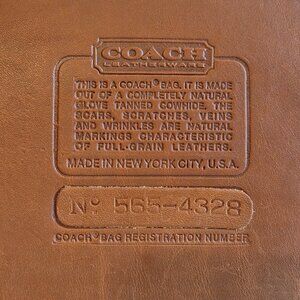 COACH
LEATHERWARE
THIS IS A COACH® BAG. IT IS MADE
OUT OF A COMPLETELY NATURAL
GLOVE TANNED COWHIDE. THE
SCARS, SCRATCHES, VEINS
AND WRINKLES ARE NATURAL
MARKINGS CHARACTERISTIC
OF FULL-GRAIN LEATHERS.
MADE IN NEW YORK CITY, U.S.A.
Nº 565-4328
COACH® BAG REGISTRATION NUMBER